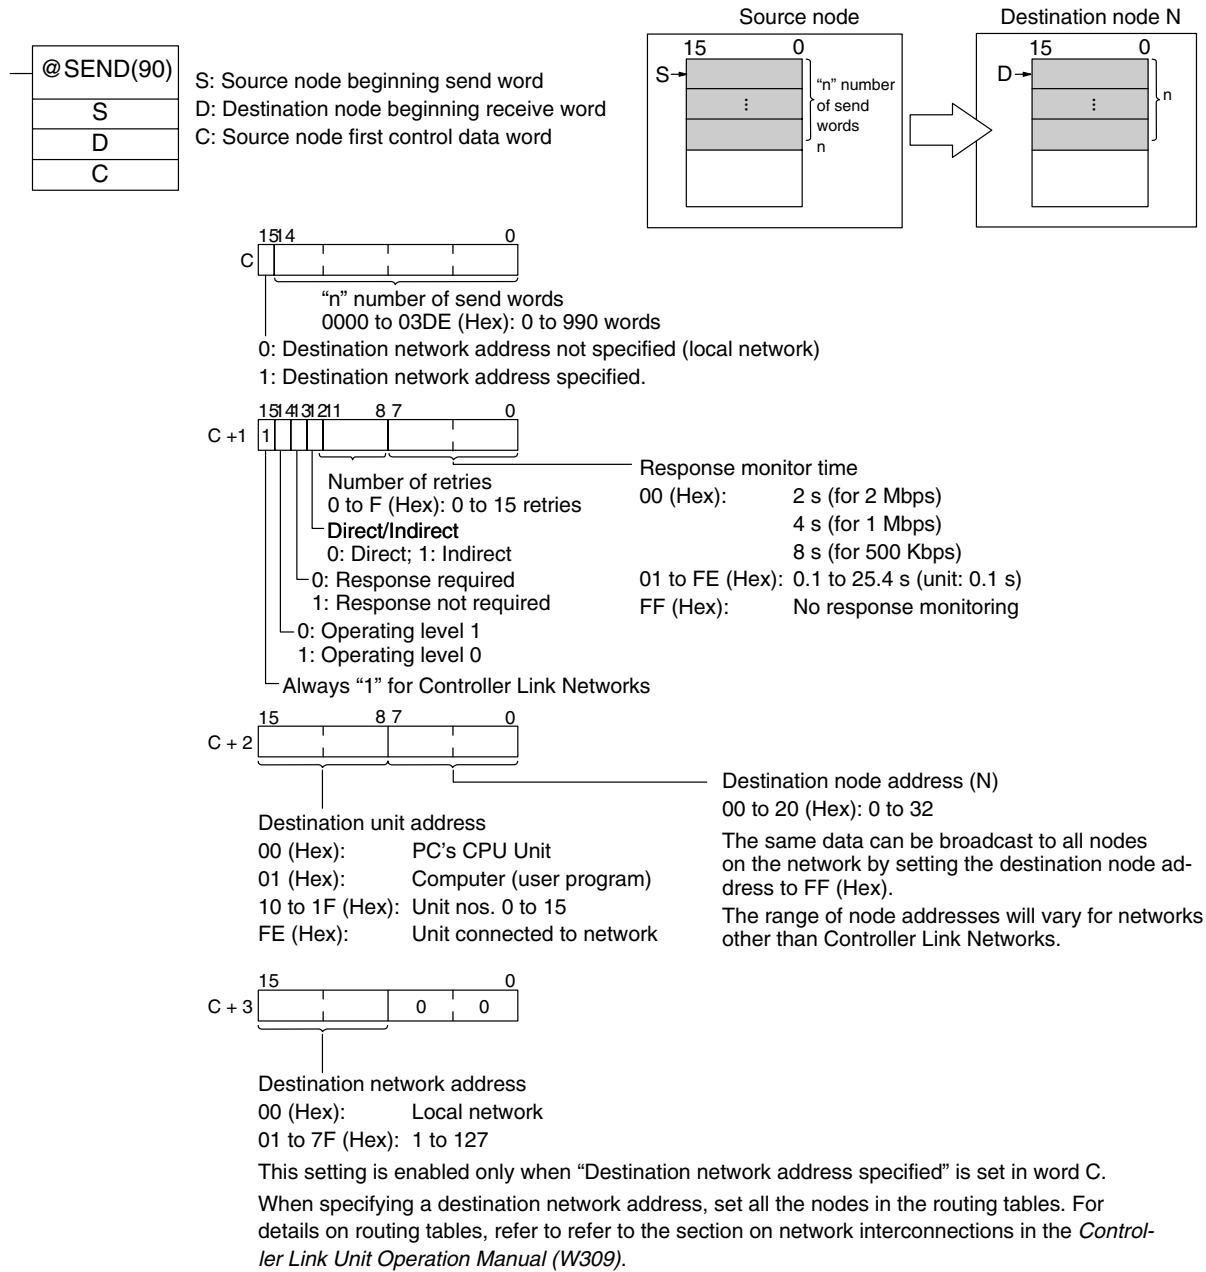 Source node
Destination node N
@SEND(90)
S
D
C
S: Source node beginning send word
D: Destination node beginning receive word
C: Source node first control data word
15 0
S
"n" number
of send
words
n
15 0
D
n
15 14 0
C
"n" number of send words
0000 to 03DE (Hex): 0 to 990 words
0: Destination network address not specified (local network)
1: Destination network address specified.
15 14 13 12 11 8 7 0
C +1 1
Number of retries
0 to F (Hex): 0 to 15 retries
Direct/Indirect
0: Direct; 1: Indirect
0: Response required
1: Response not required
0: Operating level 1
1: Operating level 0
Always "1" for Controller Link Networks
Response monitor time
00 (Hex): 2 s (for 2 Mbps)
4 s (for 1 Mbps)
8 s (for 500 Kbps)
01 to FE (Hex): 0.1 to 25.4 s (unit: 0.1 s)
FF (Hex): No response monitoring
15 8 7 0
C + 2
Destination unit address
00 (Hex): PC's CPU Unit
01 (Hex): Computer (user program)
10 to 1F (Hex): Unit nos. 0 to 15
FE (Hex): Unit connected to network
Destination node address (N)
00 to 20 (Hex): 0 to 32
The same data can be broadcast to all nodes
on the network by setting the destination node ad-
dress to FF (Hex).
The range of node addresses will vary for networks
other than Controller Link Networks.
15 0
C + 3 0 0
Destination network address
00 (Hex): Local network
01 to 7F (Hex): 1 to 127
This setting is enabled only when "Destination network address specified" is set in word C.
When specifying a destination network address, set all the nodes in the routing tables. For
details on routing tables, refer to refer to the section on network interconnections in the Control-
ler Link Unit Operation Manual (W309).